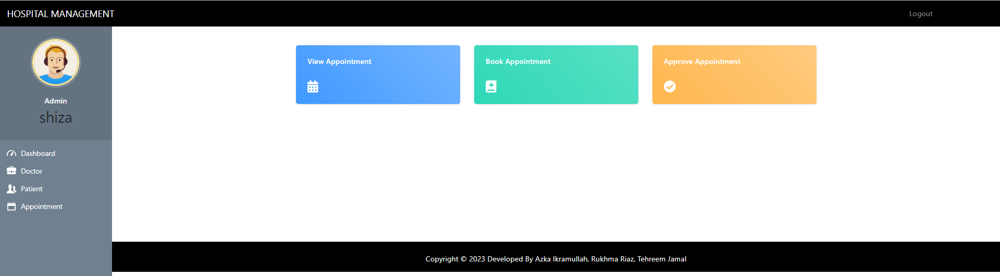 HOSPITAL MANAGEMENT
Logout
Admin
shiza
Dashboard
Doctor
Patient
Appointment
View Appointment
Book Appointment
Approve Appointment
Copyright © 2023 Developed By Azka Ikramullah, Rukhma Riaz, Tehreem Jamal